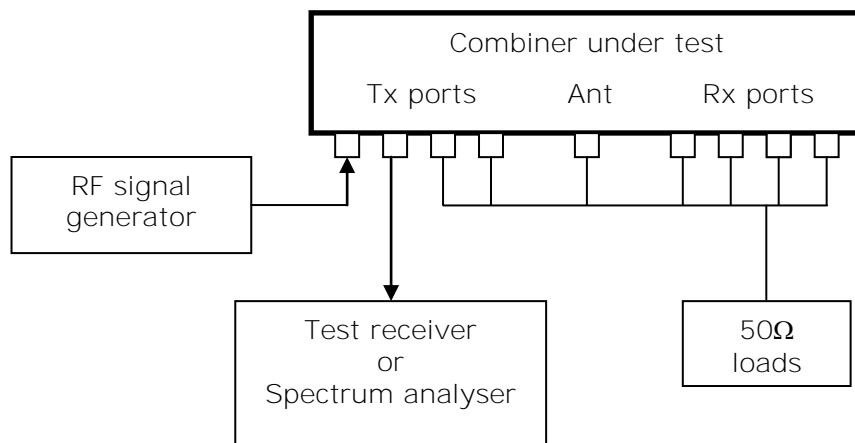 Combiner under test
Tx ports Ant Rx ports
RF signal
generator
Test receiver
or
Spectrum analyser
50Ω
loads